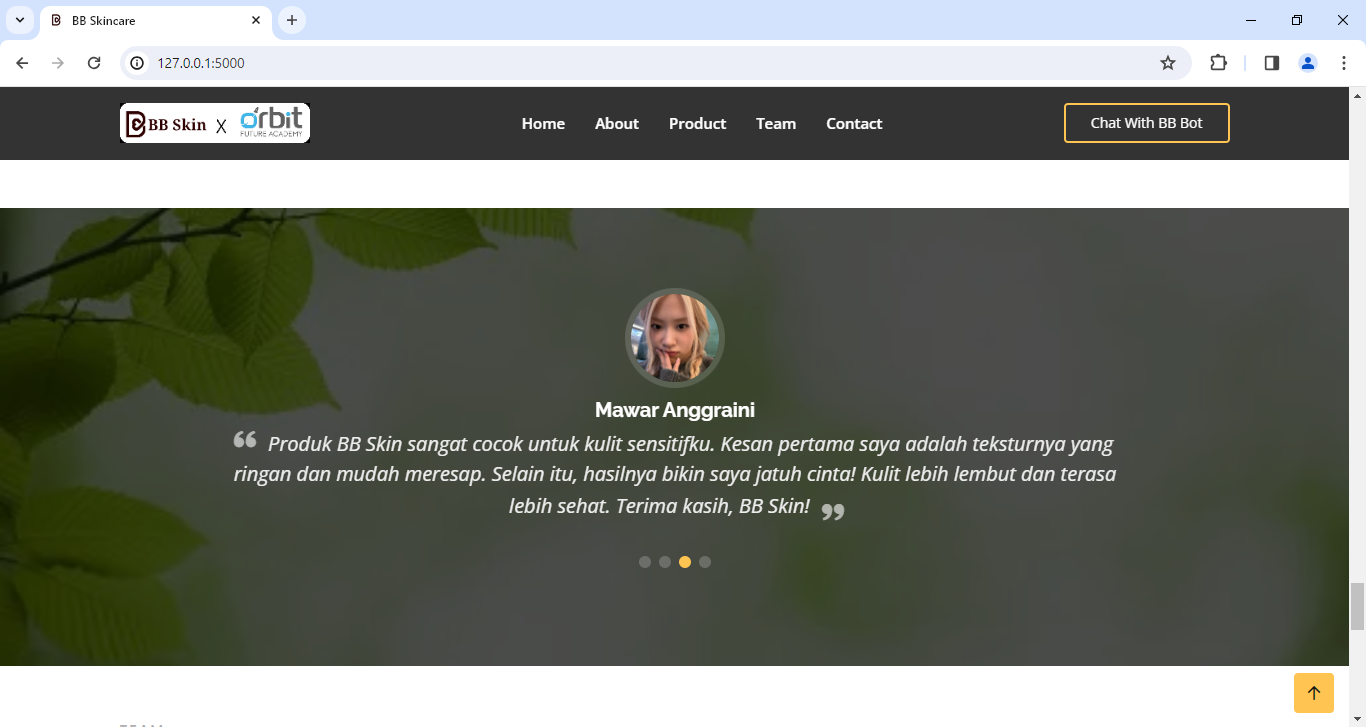 BB Skincare
127.0.0.1:5000
BB Skin X Orbit
FUTURE ACADEMY
Home About Product Team Contact
Chat With BB Bot
Mawar Anggraini
“ Produk BB Skin sangat cocok untuk kulit sensitifku. Kesan pertama saya adalah teksturnya yang
ringan dan mudah meresap. Selain itu, hasilnya bikin saya jatuh cinta! Kulit lebih lembut dan terasa
lebih sehat. Terima kasih, BB Skin! ”